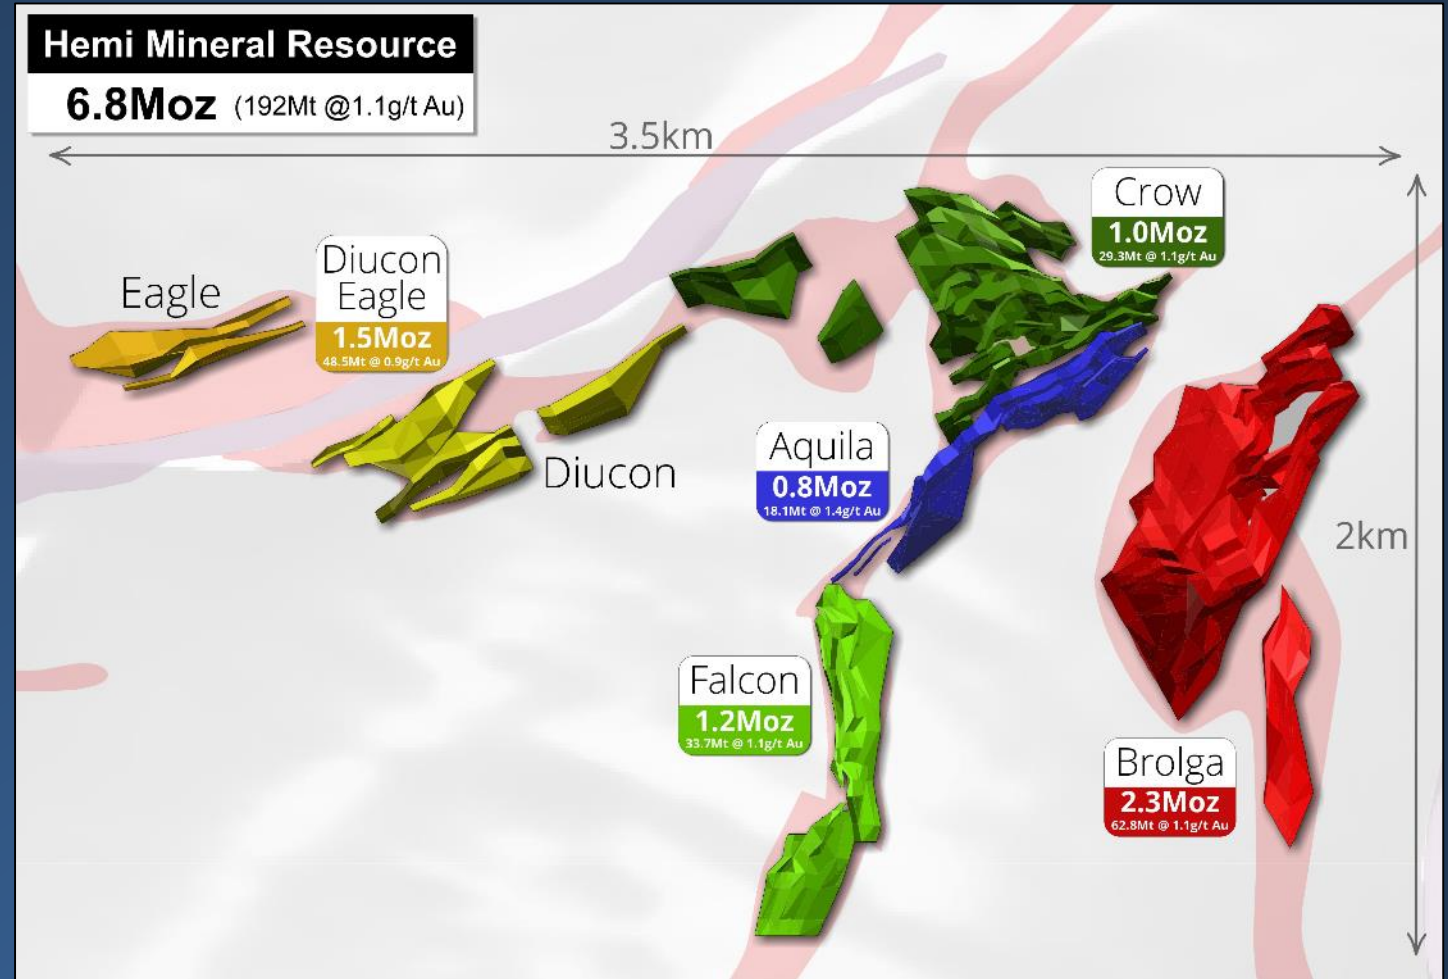 Hemi Mineral Resource
6.8Moz (192Mt @1.1g/t Au)
3.5km
Crow
1.0Moz
29.3Mt @ 1.1g/t Au
Eagle
Diucon
Eagle
1.5Moz
48.5Mt @ 0.9g/t Au
Diucon
Aquila
0.8Moz
18.1Mt @ 1.4g/t Au
2km
Falcon
1.2Moz
33.7Mt @ 1.1g/t Au
Brolga
2.3Moz
62.8Mt @ 1.1g/t Au